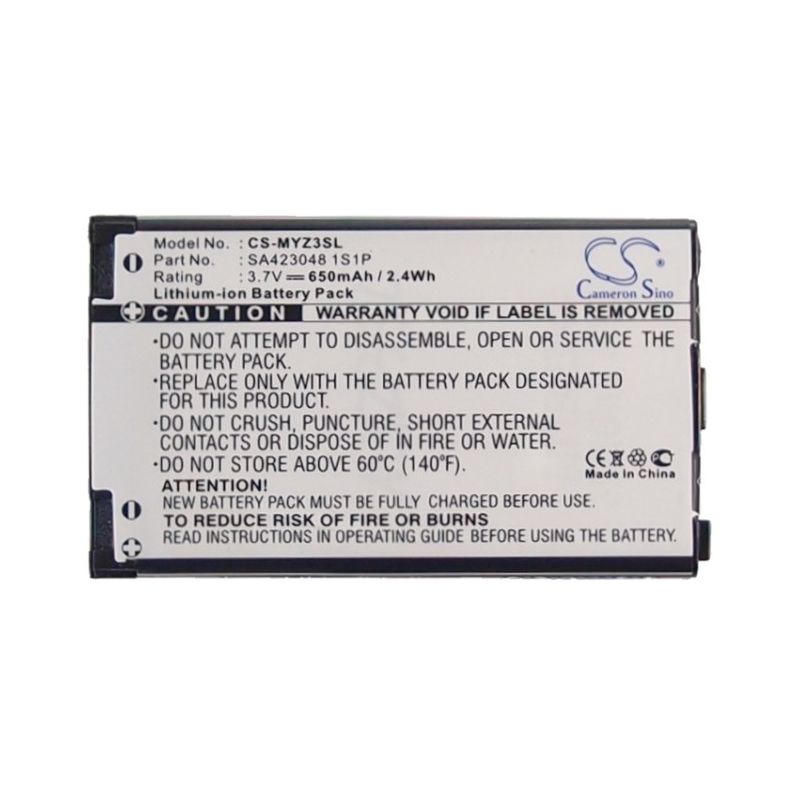 Model No. : CS-MYZ3SL
Part No. : SA423048 1S1P
Rating : 3.7V 650mAh / 2.4Wh
Lithium-ion Battery Pack
CS
Cameron Sino
CAUTION WARRANTY VOID IF LABEL IS REMOVED
•DO NOT ATTEMPT TO DISASSEMBLE, OPEN OR SERVICE THE
BATTERY PACK.
•REPLACE ONLY WITH THE BATTERY PACK DESIGNATED
FOR THIS PRODUCT.
•DO NOT CRUSH, PUNCTURE, SHORT EXTERNAL
CONTACTS OR DISPOSE OF IN FIRE OR WATER.
•DO NOT STORE ABOVE 60°C (140°F).
CE
Made In China
ATTENTION!
NEW BATTERY PACK MUST BE FULLY CHARGED BEFORE USE.
TO REDUCE RISK OF FIRE OR BURNS
READ INSTRUCTIONS IN OPERATING GUIDE BEFORE USING THE BATTERY.